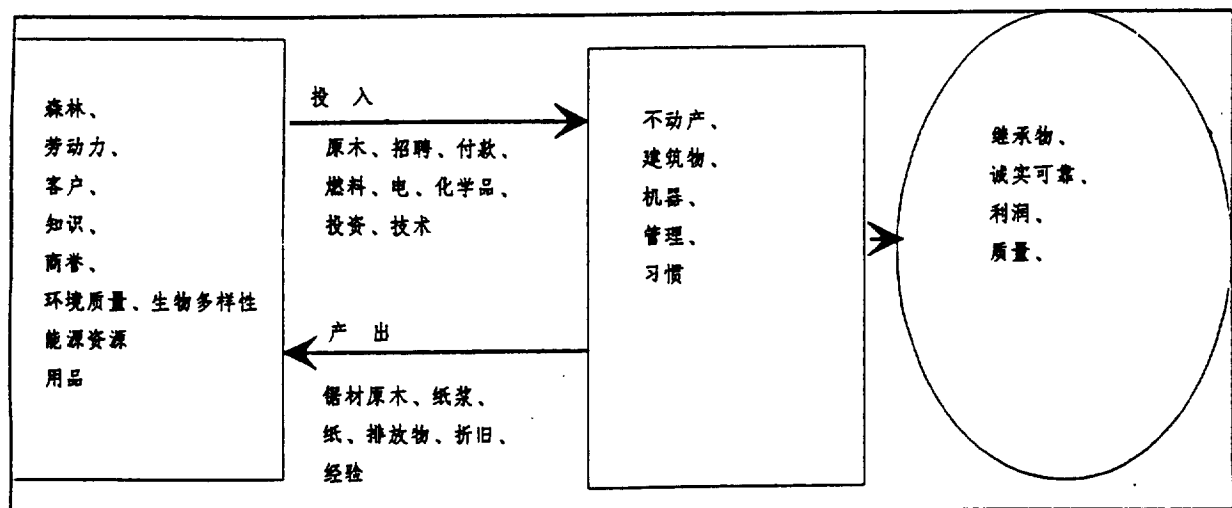 森林、
劳动力、
客户、
知识、
商誉、
环境质量、生物多样性
能源资源
用品
投 入
原木、招聘、付款、
燃料、电、化学品、
投资、技术
产 出
锯材原木、纸浆、
纸、排放物、折旧、
经验
不动产、
建筑物、
机器、
管理、
习惯
继承物、
诚实可靠、
利润、
质量、